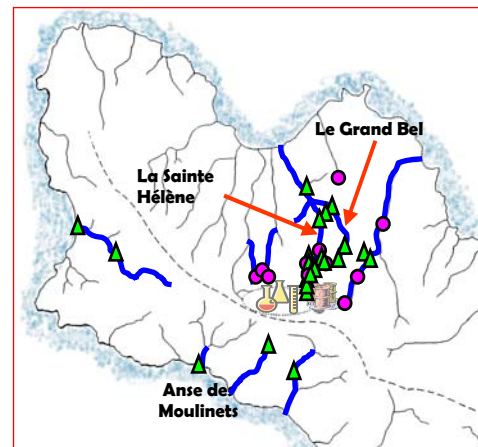 Le Grand Bel
La Sainte
Hélène
Anse des
Moulinets